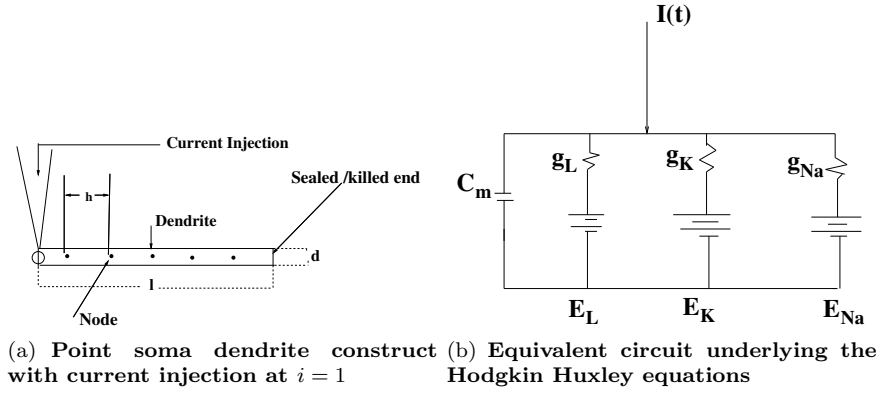 I(t)
Current Injection
Sealed /killed end
h
Dendrite
d
l
Node
g_L
g_K
g_Na
C_m
E_L
E_K
E_Na
(a) Point soma dendrite construct
with current injection at i = 1
(b) Equivalent circuit underlying the
Hodgkin Huxley equations